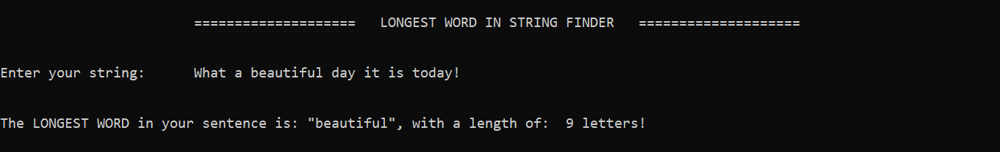 ====================   LONGEST WORD IN STRING FINDER   ====================
Enter your string:      What a beautiful day it is today!
The LONGEST WORD in your sentence is: "beautiful", with a length of:  9 letters!